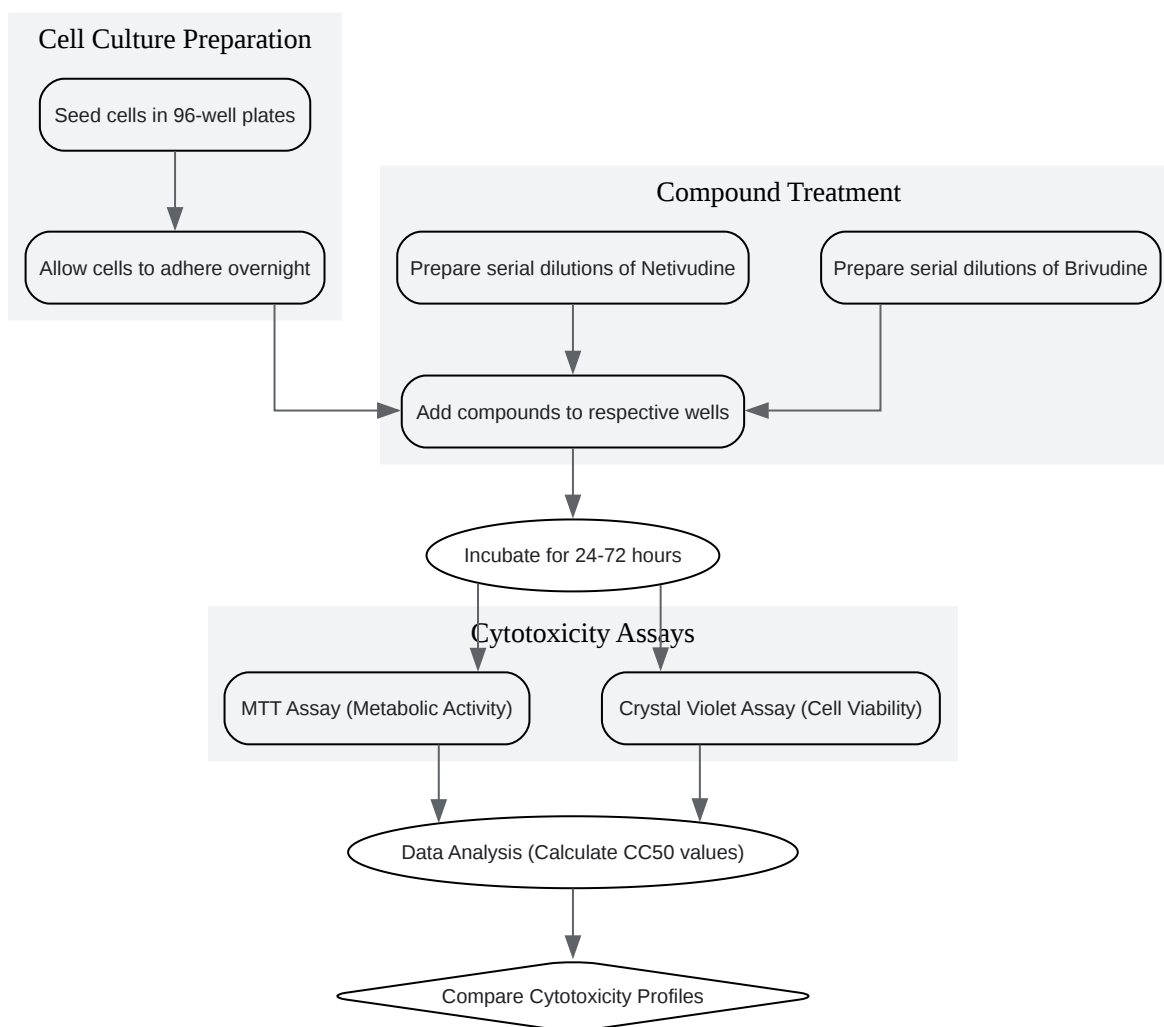 Cell Culture Preparation
Seed cells in 96-well plates
Allow cells to adhere overnight
Compound Treatment
Prepare serial dilutions of Netivudine
Prepare serial dilutions of Brivudine
Add compounds to respective wells
Incubate for 24-72 hours
Cytotoxicity Assays
MTT Assay (Metabolic Activity)
Crystal Violet Assay (Cell Viability)
Data Analysis (Calculate CC50 values)
Compare Cytotoxicity Profiles